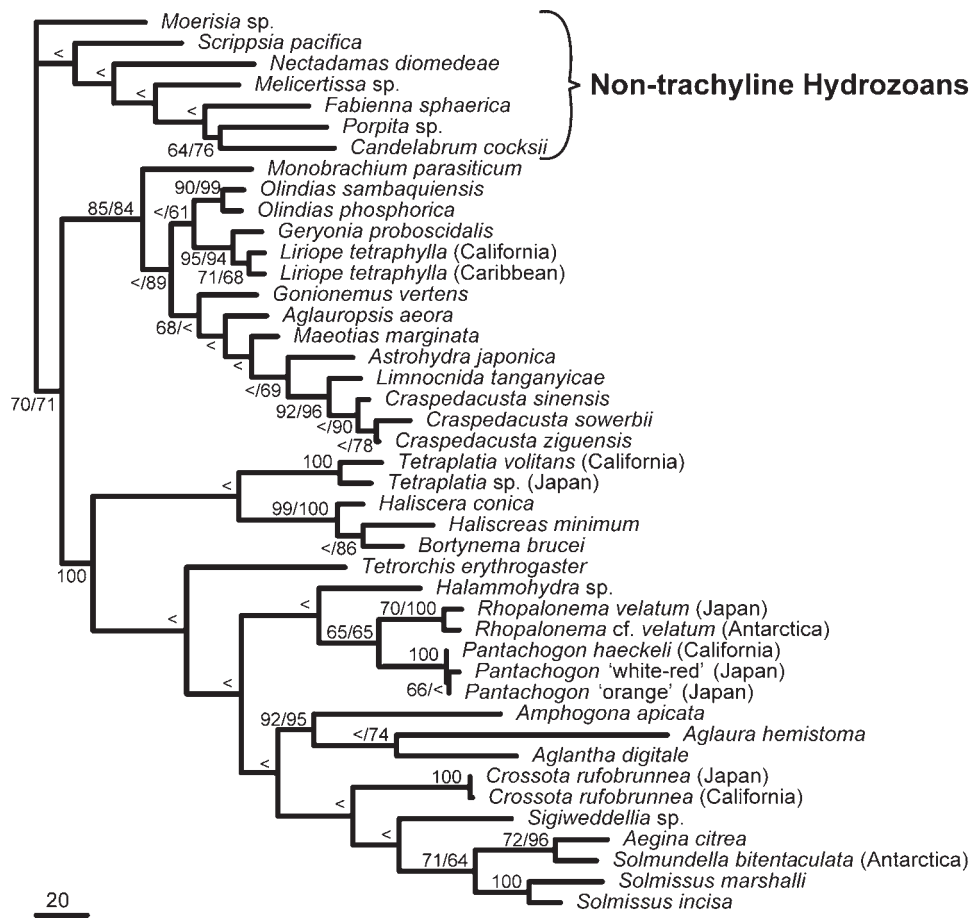 Moerisia sp.
<
Scrippsia pacifica
<
Nectadamas diomedeae
<
Melicertissa sp.
Non-trachyline Hydrozoans
<
Fabienna sphaerica
Porpita sp.
64/76
Candelabrum cocksii
Monobrachium parasiticum
90/99
Olindias sambaquiensis
85/84
</61
Olindias phosphorica
Geryonia proboscidalis
95/94
Liriope tetraphylla (California)
</89
71/68
Liriope tetraphylla (Caribbean)
Gonionemus vertens
68/<
Aglauropsis aeora
<
Maeotias marginata
<
Astrohydra japonica
</69
Limnocnida tanganyicae
70/71
92/96
Craspedacusta sinensis
</90
Craspedacusta sowerbii
</78
Craspedacusta ziguensis
100
Tetraplatia volitans (California)
<
Tetraplatia sp. (Japan)
99/100
Haliscera conica
Haliscreas minimum
</86
Bortynema brucei
100
Tetrorchis erythrogaster
Halammohydra sp.
<
<
70/100
Rhopalonema velatum (Japan)
65/65
Rhopalonema cf. velatum (Antarctica)
100
Pantachogon haeckeli (California)
Pantachogon ‘white-red’ (Japan)
<
66/<
Pantachogon ‘orange’ (Japan)
92/95
Amphogona apicata
</74
Aglaura hemistoma
<
Aglantha digitale
100
Crossota rufobrunnea (Japan)
<
Crossota rufobrunnea (California)
Sigiweddellia sp.
<
72/96
Aegina citrea
71/64
Solmundella bitentaculata (Antarctica)
100
Solmissus marshalli
20
Solmissus incisa